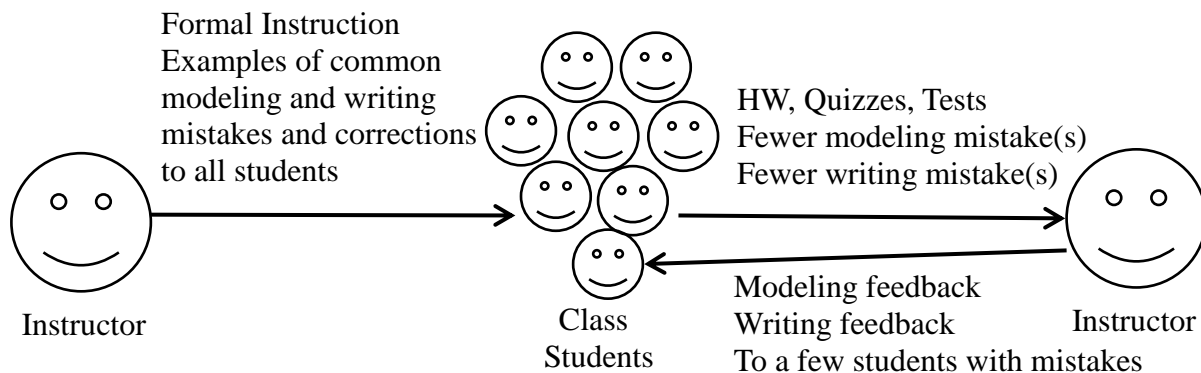 Formal Instruction
Examples of common
modeling and writing
mistakes and corrections
to all students
HW, Quizzes, Tests
Fewer modeling mistake(s)
Fewer writing mistake(s)
Instructor
Class
Students
Modeling feedback
Writing feedback
To a few students with mistakes
Instructor